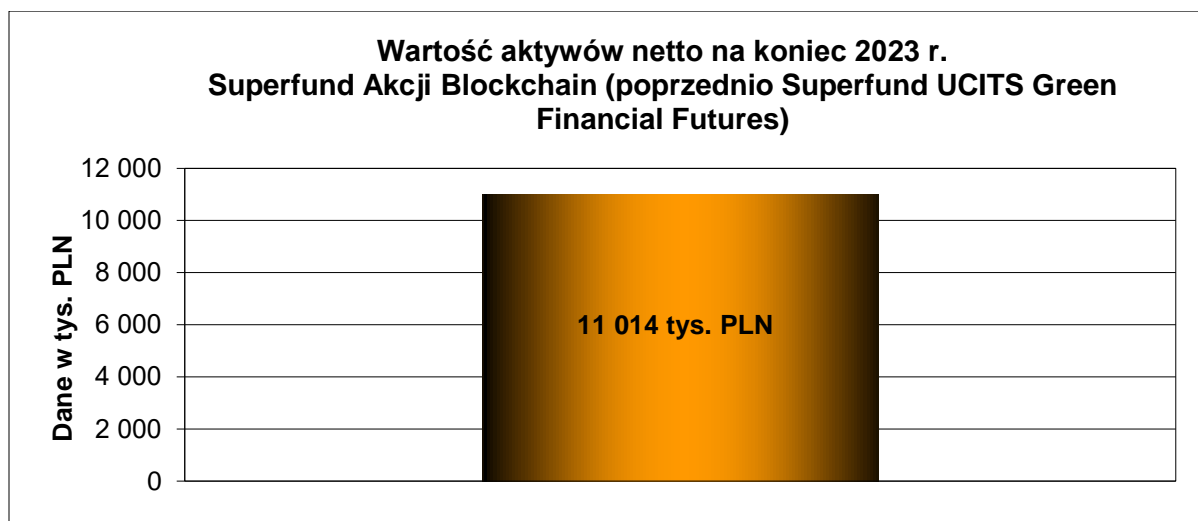 Wartość aktywów netto na koniec 2023 r.
Superfund Akcji Blockchain (poprzednio Superfund UCITS Green
Financial Futures)
Dane w tys. PLN
12 000
10 000
8 000
6 000
4 000
2 000
0
11 014 tys. PLN